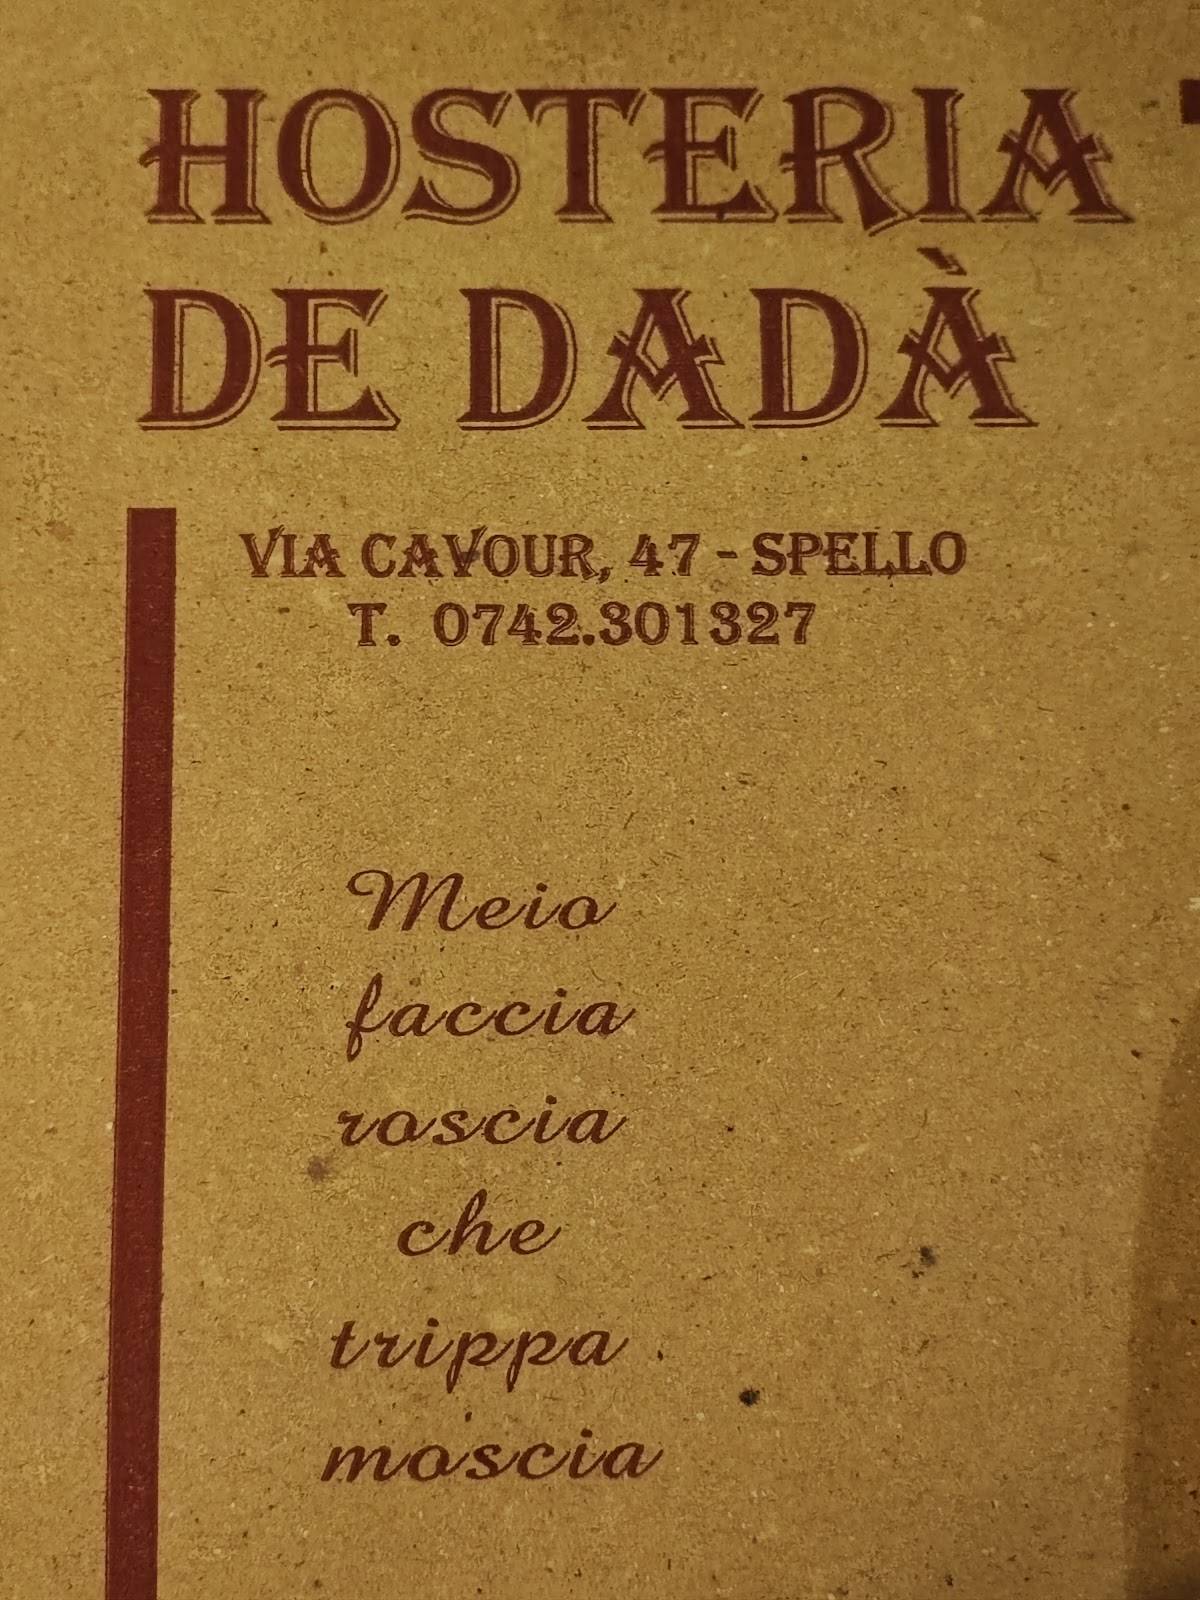 HOSTERIA
DE DADÀ
VIA CAVOUR, 47 - SPELLO
T. 0742.301327
Meio
faccia
roscia
che
trippa
moscia